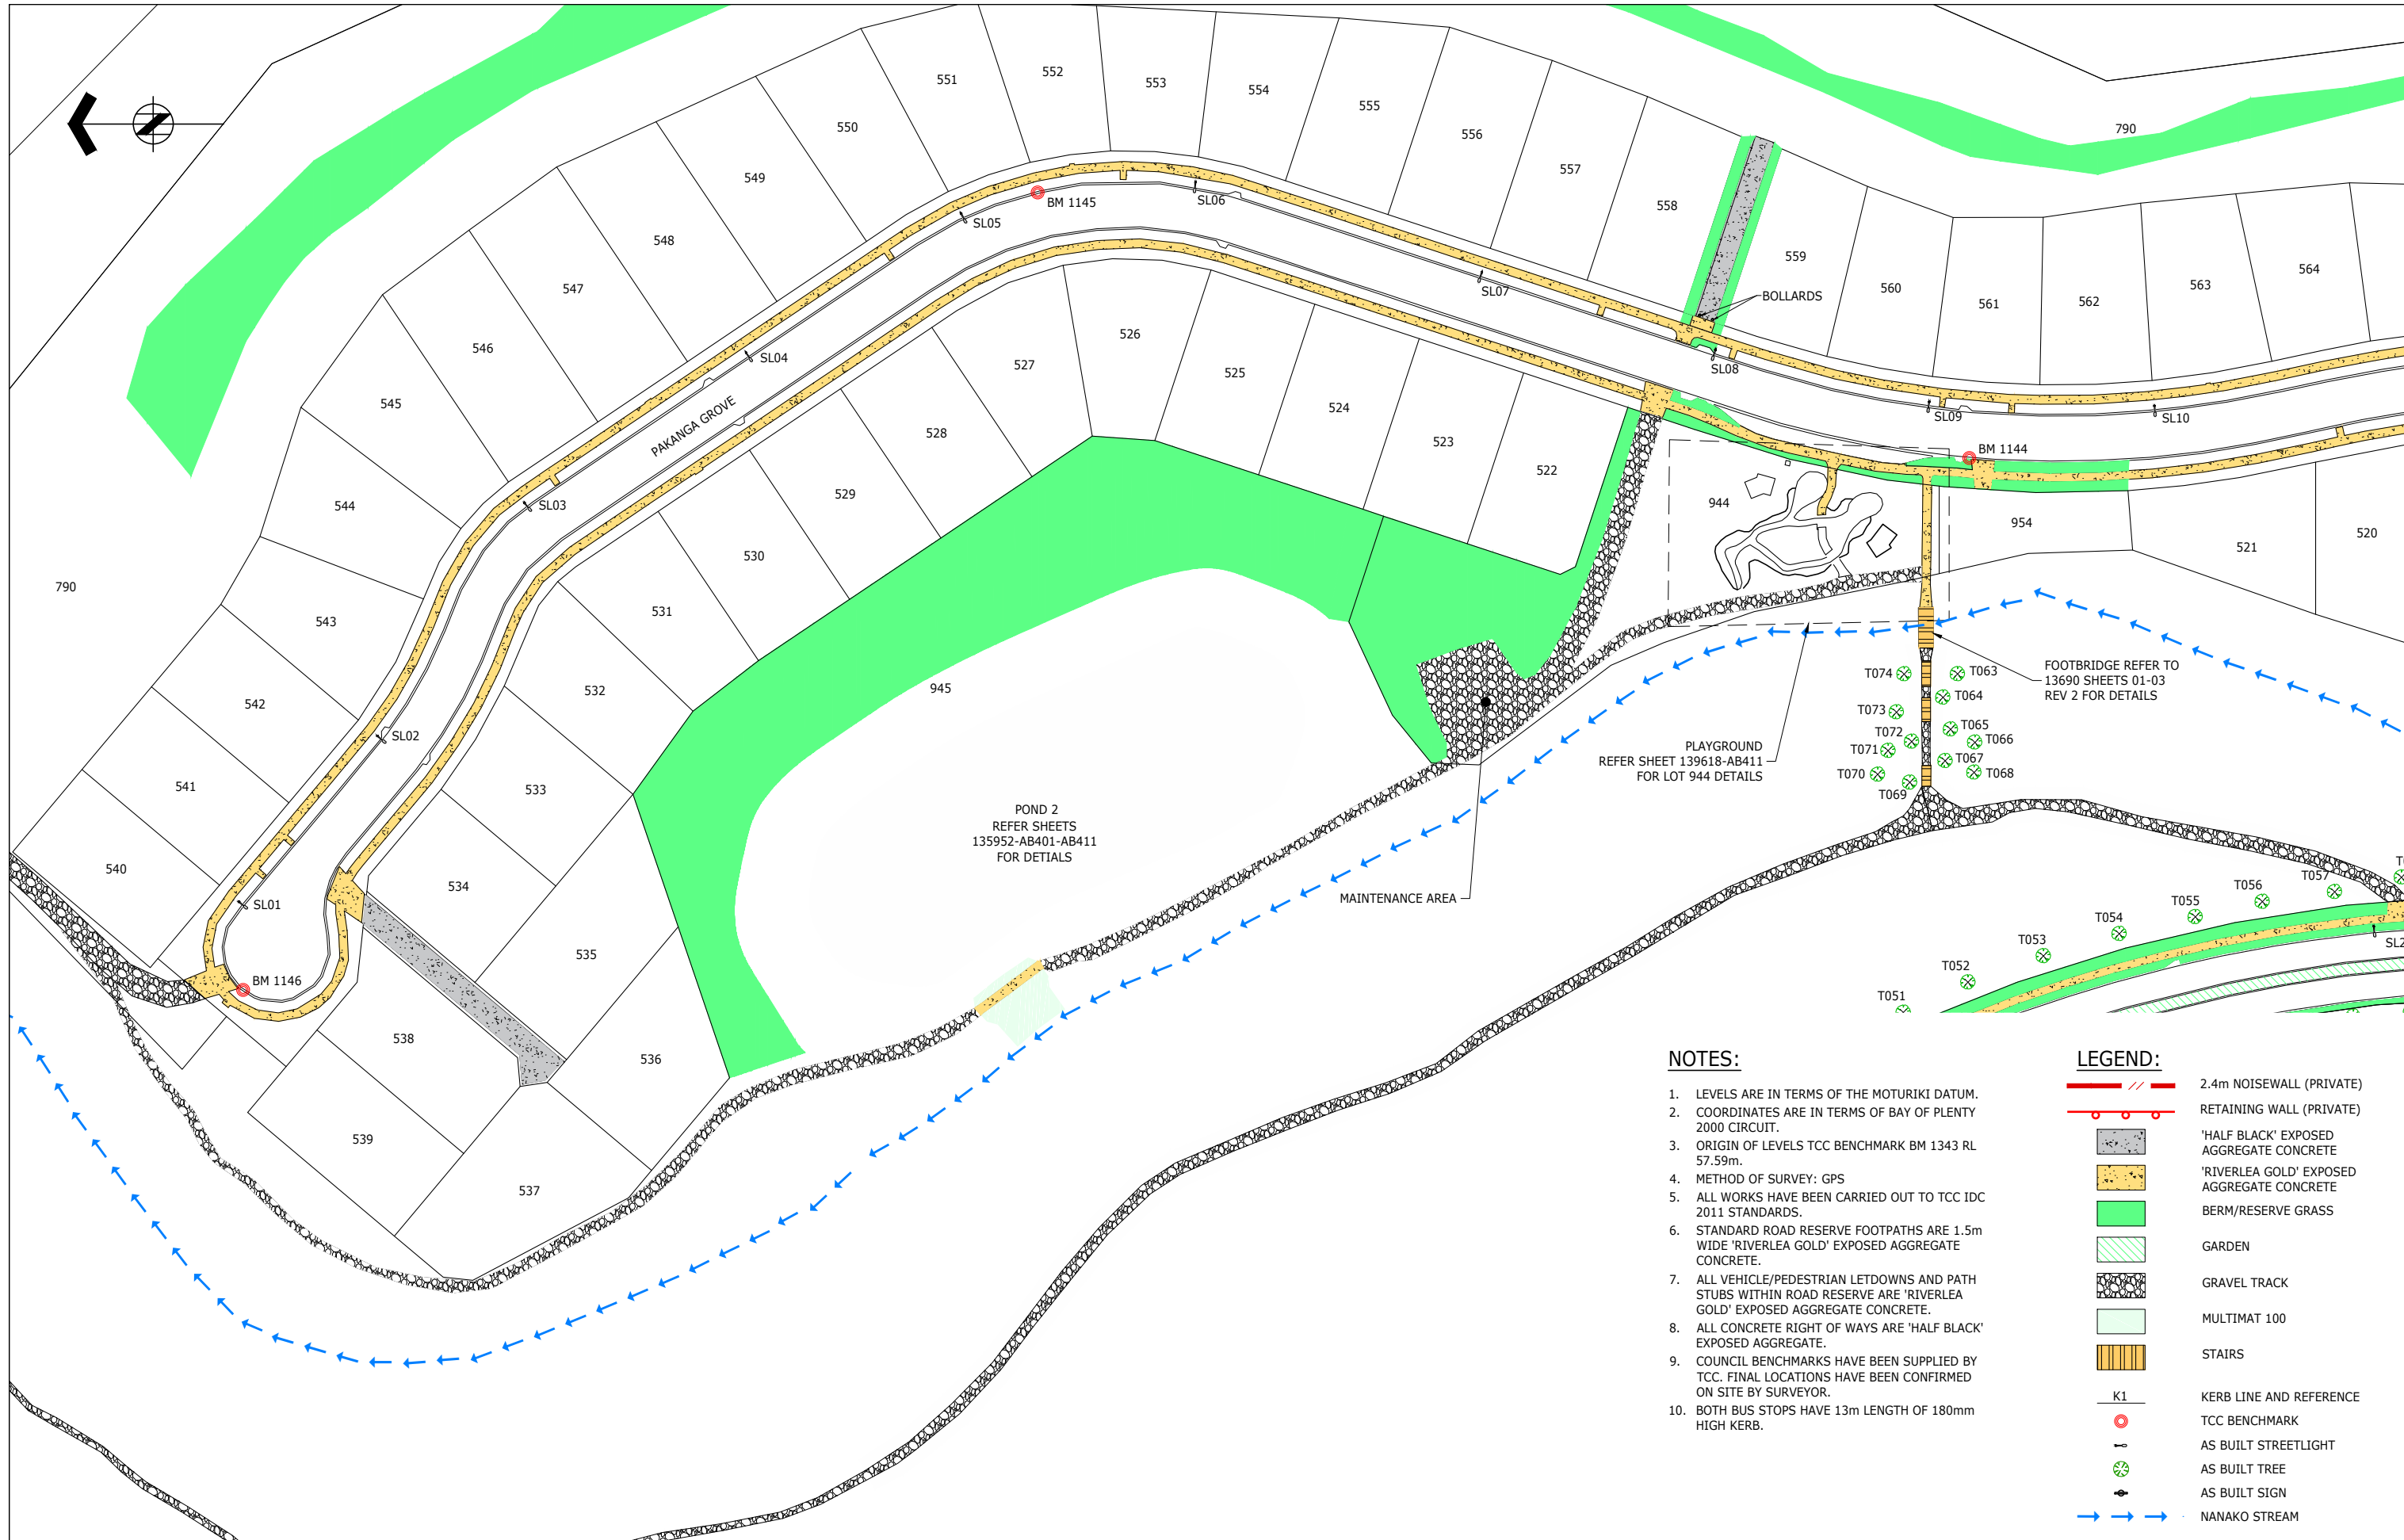 551
552
553
554
555
556
557
558
790
550
549
548
547
546
545
544
543
542
541
540
790
559
560
561
562
563
564
BM 1145
SL05
SL06
SL07
SL04
SL03
SL02
SL01
SL08
SL09
SL10
BOLLARDS
PAKANGA GROVE
526
527
528
529
530
531
532
533
534
535
536
537
538
539
525
524
523
522
BM 1144
944
954
521
520
945
BM 1146
POND 2
REFER SHEETS
135952-AB401-AB411
FOR DETIALS
MAINTENANCE AREA
PLAYGROUND
REFER SHEET 139618-AB411
FOR LOT 944 DETAILS
FOOTBRIDGE REFER TO
13690 SHEETS 01-03
REV 2 FOR DETAILS
T074
T063
T064
T073
T065
T072
T066
T071
T067
T070
T068
T069
T057
T056
T055
T054
T053
T052
T051
NOTES:
1. LEVELS ARE IN TERMS OF THE MOTURIKI DATUM.
2. COORDINATES ARE IN TERMS OF BAY OF PLENTY
2000 CIRCUIT.
3. ORIGIN OF LEVELS TCC BENCHMARK BM 1343 RL
57.59m.
4. METHOD OF SURVEY: GPS
5. ALL WORKS HAVE BEEN CARRIED OUT TO TCC IDC
2011 STANDARDS.
6. STANDARD ROAD RESERVE FOOTPATHS ARE 1.5m
WIDE 'RIVERLEA GOLD' EXPOSED AGGREGATE
CONCRETE.
7. ALL VEHICLE/PEDESTRIAN LETDOWNS AND PATH
STUBS WITHIN ROAD RESERVE ARE 'RIVERLEA
GOLD' EXPOSED AGGREGATE CONCRETE.
8. ALL CONCRETE RIGHT OF WAYS ARE 'HALF BLACK'
EXPOSED AGGREGATE.
9. COUNCIL BENCHMARKS HAVE BEEN SUPPLIED BY
TCC. FINAL LOCATIONS HAVE BEEN CONFIRMED
ON SITE BY SURVEYOR.
10. BOTH BUS STOPS HAVE 13m LENGTH OF 180mm
HIGH KERB.
LEGEND:
2.4m NOISEWALL (PRIVATE)
RETAINING WALL (PRIVATE)
'HALF BLACK' EXPOSED
AGGREGATE CONCRETE
'RIVERLEA GOLD' EXPOSED
AGGREGATE CONCRETE
BERM/RESERVE GRASS
GARDEN
GRAVEL TRACK
MULTIMAT 100
STAIRS
K1 KERB LINE AND REFERENCE
TCC BENCHMARK
AS BUILT STREETLIGHT
AS BUILT TREE
AS BUILT SIGN
NANAKO STREAM